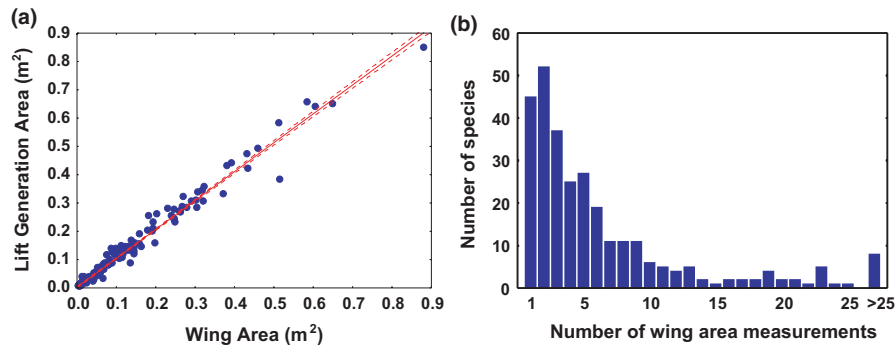 (a)
Lift Generation Area (m²)
0.9
0.8
0.7
0.6
0.5
0.4
0.3
0.2
0.1
0.0
0.0 0.1 0.2 0.3 0.4 0.5 0.6 0.7 0.8 0.9
Wing Area (m²)
(b)
Number of species
60
50
40
30
20
10
0
1 5 10 15 20 25 >25
Number of wing area measurements